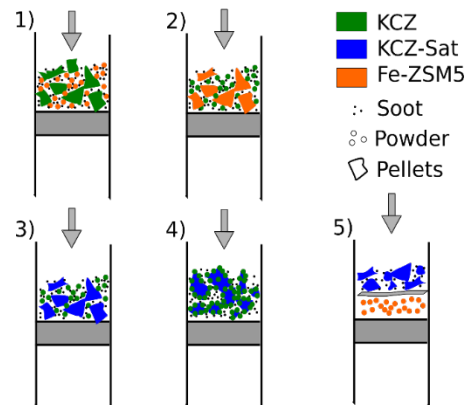 1)
2)
KCZ
KCZ-Sat
Fe-ZSM5
Soot
Powder
Pellets
3)
4)
5)